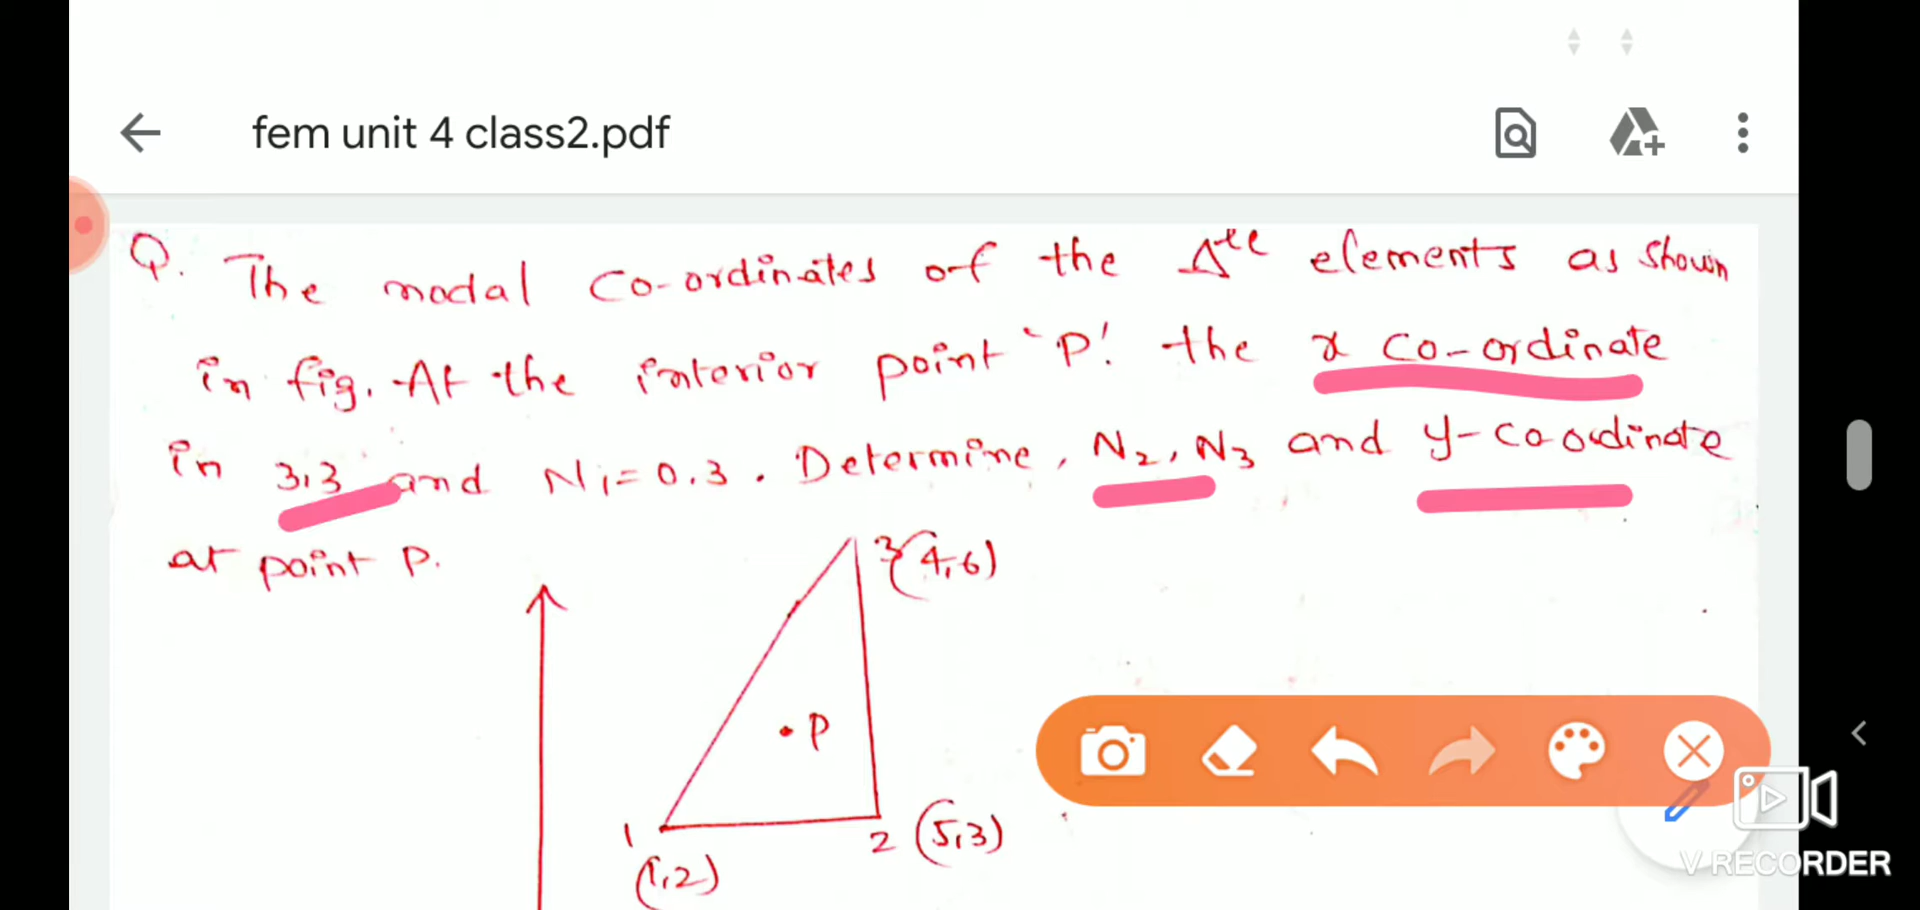 fem unit 4 class2.pdf
Q. The nodal Co-ordinates of the Δle elements as shown
in fig. At the interior point 'P'. the x co-ordinate
in 3.3 and N1=0.3. Determine, N2, N3 and y-coordinate
at point P.
3(4,6)
.P
1
(1,2)
2 (5,3)
V RECORDER